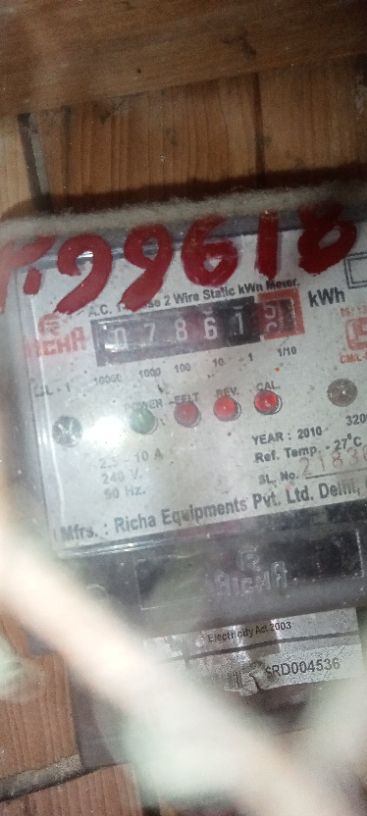 99618
RICHA
2 Wire Static kWh Meter.
07861
kWh
CL - 1 10000 1000 100 10 1 1/10
POWER EELT REV. CAL.
2.5 - 10 A
240 V.
50 Hz.
YEAR : 2010
Ref. Temp. 27°C
SL. No.
Mfrs. : Richa Equipments Pvt. Ltd. Delhi,
RICHA
Electricity Act 2003
SRD004536